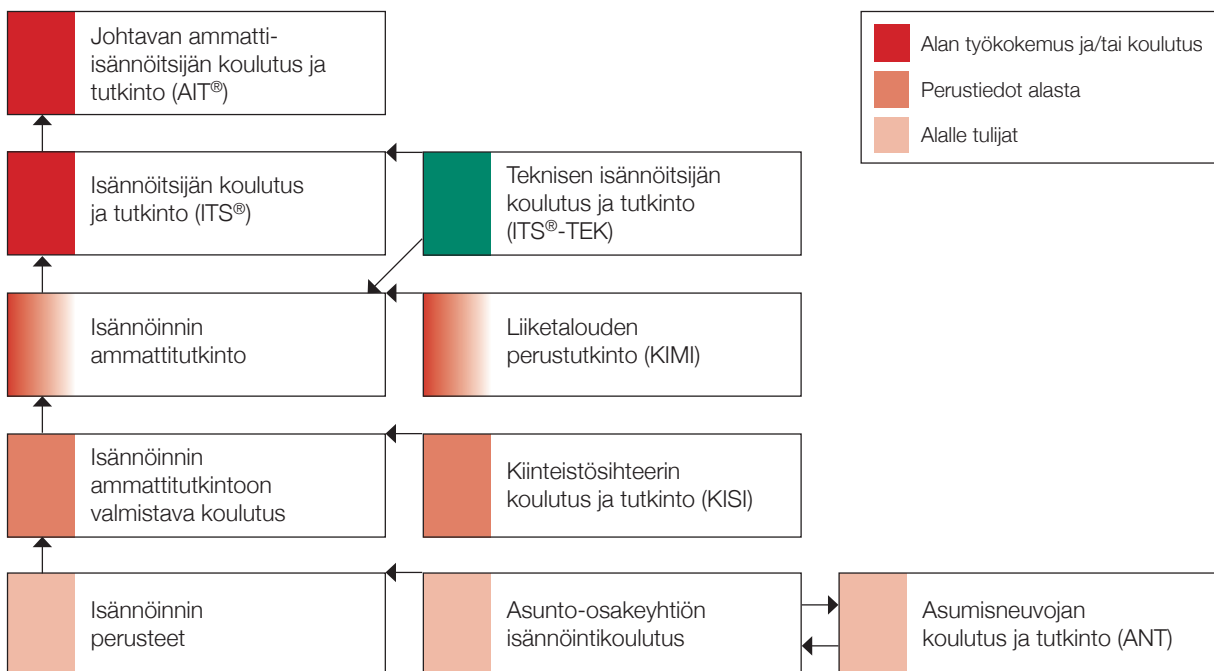 Johtavan ammatti-
isännöitsijän koulutus ja
tutkinto (AIT®)
Alan työkokemus ja/tai koulutus
Perustiedot alasta
Alalle tulijat
Isännöitsijän koulutus
ja tutkinto (ITS®)
Teknisen isännöitsijän
koulutus ja tutkinto
(ITS®-TEK)
Isännöinnin
ammattitutkinto
Liiketalouden
perustutkinto (KIMI)
Isännöinnin
ammattitutkintoon
valmistava koulutus
Kiinteistösihteerin
koulutus ja tutkinto (KISI)
Isännöinnin
perusteet
Asunto-osakeyhtiön
isännöintikoulutus
Asumisneuvojan
koulutus ja tutkinto (ANT)